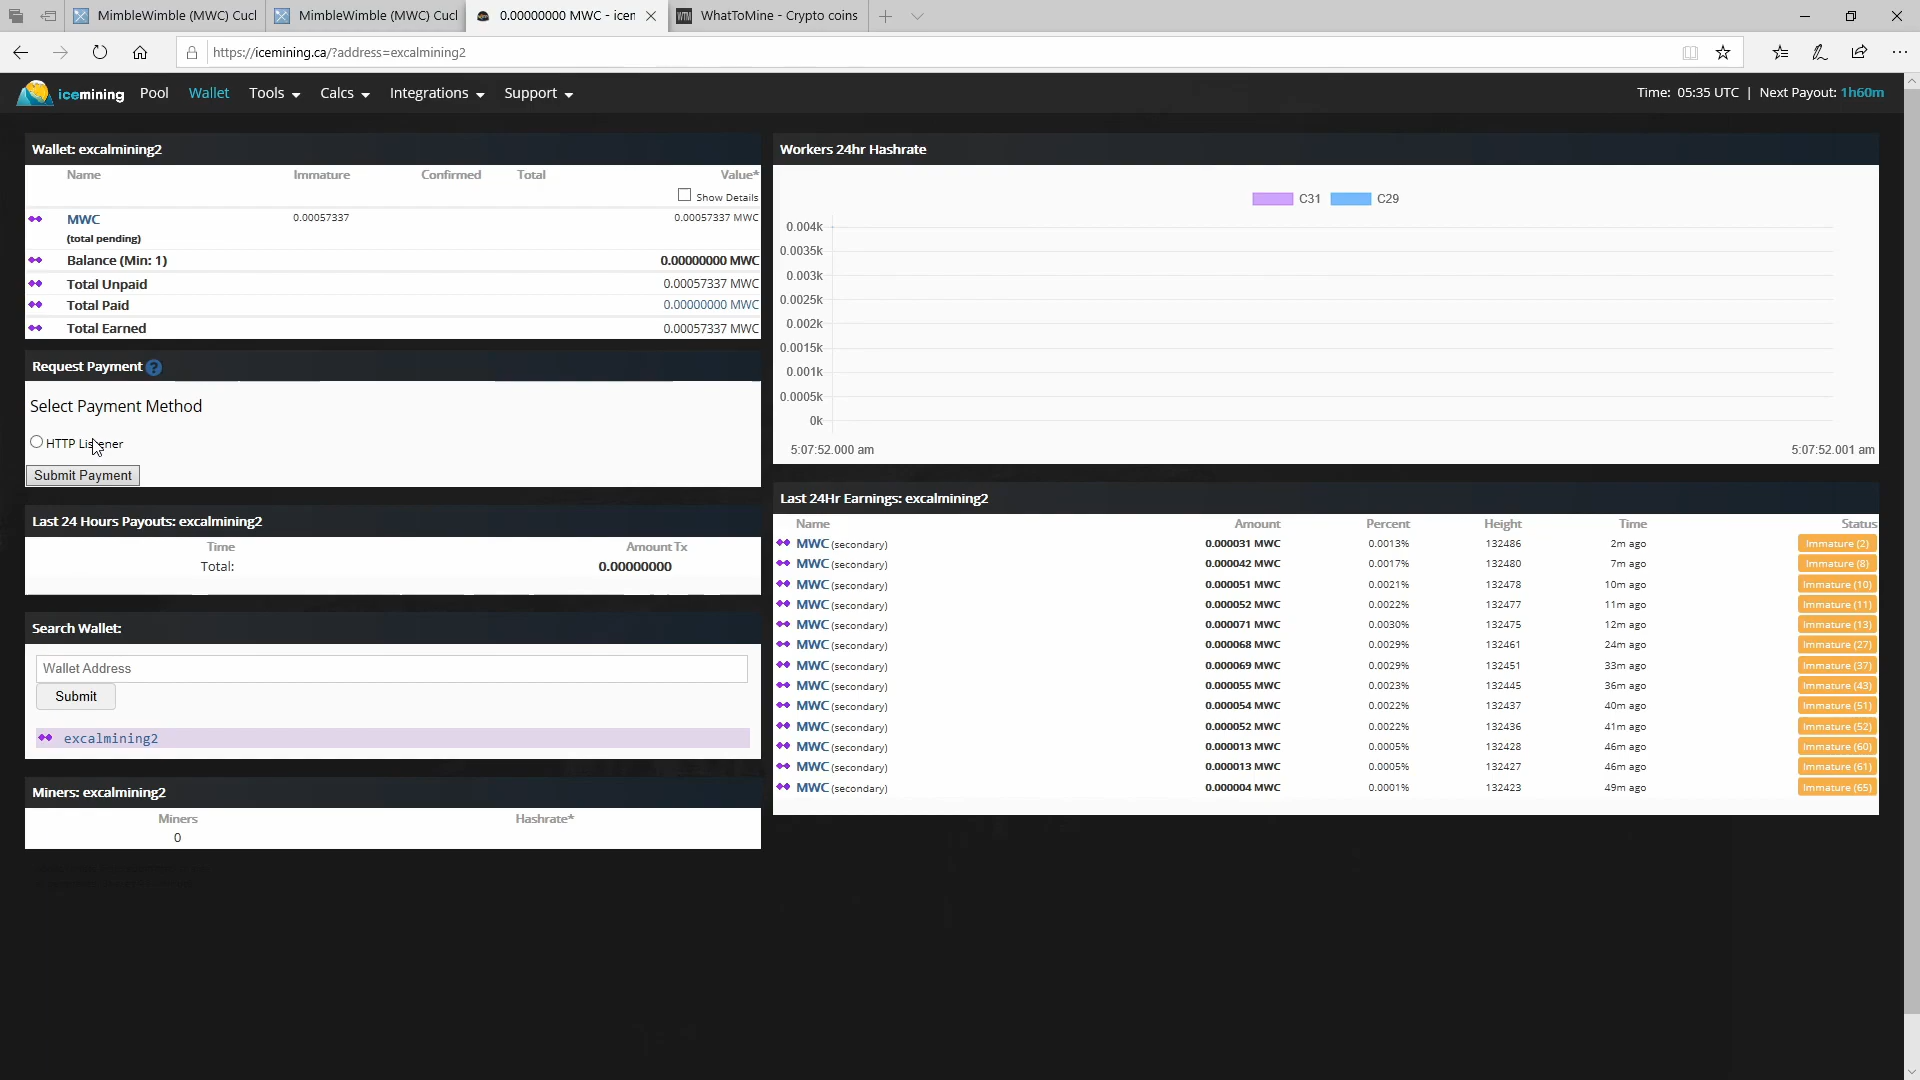 MimbleWimble (MWC) Cucl
MimbleWimble (MWC) Cucl
0.00000000 MWC - icen
WhatToMine - Crypto coins
https://icemining.ca/?address=excalmining2
icemining Pool Wallet Tools Calcs Integrations Support
Time: 05:35 UTC | Next Payout: 1h60m
Wallet: excalmining2
Name Immature Confirmed Total Value*
Show Details
MWC 0.00057337 0.00057337 MWC
(total pending)
Balance (Min: 1) 0.00000000 MWC
Total Unpaid 0.00057337 MWC
Total Paid 0.00000000 MWC
Total Earned 0.00057337 MWC
Request Payment ?
Select Payment Method
HTTP Listener
Submit Payment
Last 24 Hours Payouts: excalmining2
Time Amount Tx
Total: 0.00000000
Search Wallet:
Wallet Address
Submit
excalmining2
Miners: excalmining2
Miners Hashrate*
0
Workers 24hr Hashrate
C31 C29
0.004k
0.0035k
0.003k
0.0025k
0.002k
0.0015k
0.001k
0.0005k
0k
5:07:52.000 am 5:07:52.001 am
Last 24Hr Earnings: excalmining2
Name Amount Percent Height Time Status
MWC (secondary) 0.000031 MWC 0.0013% 132486 2m ago Immature (2)
MWC (secondary) 0.000042 MWC 0.0017% 132480 7m ago Immature (8)
MWC (secondary) 0.000051 MWC 0.0021% 132478 10m ago Immature (10)
MWC (secondary) 0.000052 MWC 0.0022% 132477 11m ago Immature (11)
MWC (secondary) 0.000071 MWC 0.0030% 132475 12m ago Immature (13)
MWC (secondary) 0.000068 MWC 0.0029% 132461 24m ago Immature (27)
MWC (secondary) 0.000069 MWC 0.0029% 132451 33m ago Immature (37)
MWC (secondary) 0.000055 MWC 0.0023% 132445 36m ago Immature (43)
MWC (secondary) 0.000054 MWC 0.0022% 132437 40m ago Immature (51)
MWC (secondary) 0.000052 MWC 0.0022% 132436 41m ago Immature (52)
MWC (secondary) 0.000013 MWC 0.0005% 132428 46m ago Immature (60)
MWC (secondary) 0.000013 MWC 0.0005% 132427 46m ago Immature (61)
MWC (secondary) 0.000004 MWC 0.0001% 132423 49m ago Immature (65)